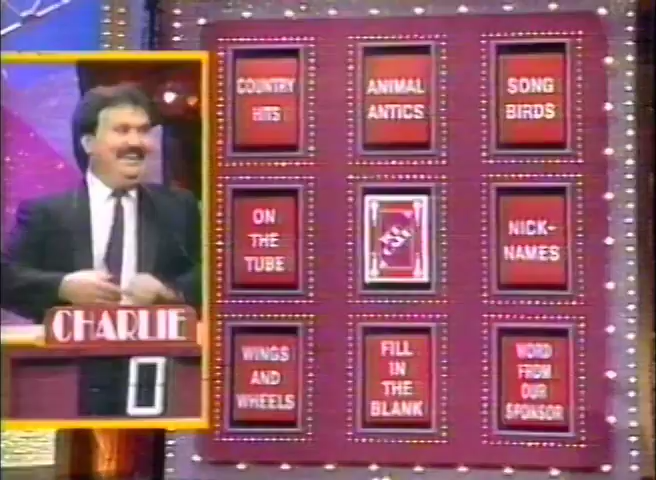 COUNTRY
HITS
ANIMAL
ANTICS
SONG
BIRDS
ON
THE
TUBE
NICK-
NAMES
WINGS
AND
WHEELS
FILL
IN
THE
BLANK
WORD
FROM
OUR
SPONSOR
CHARLIE
0